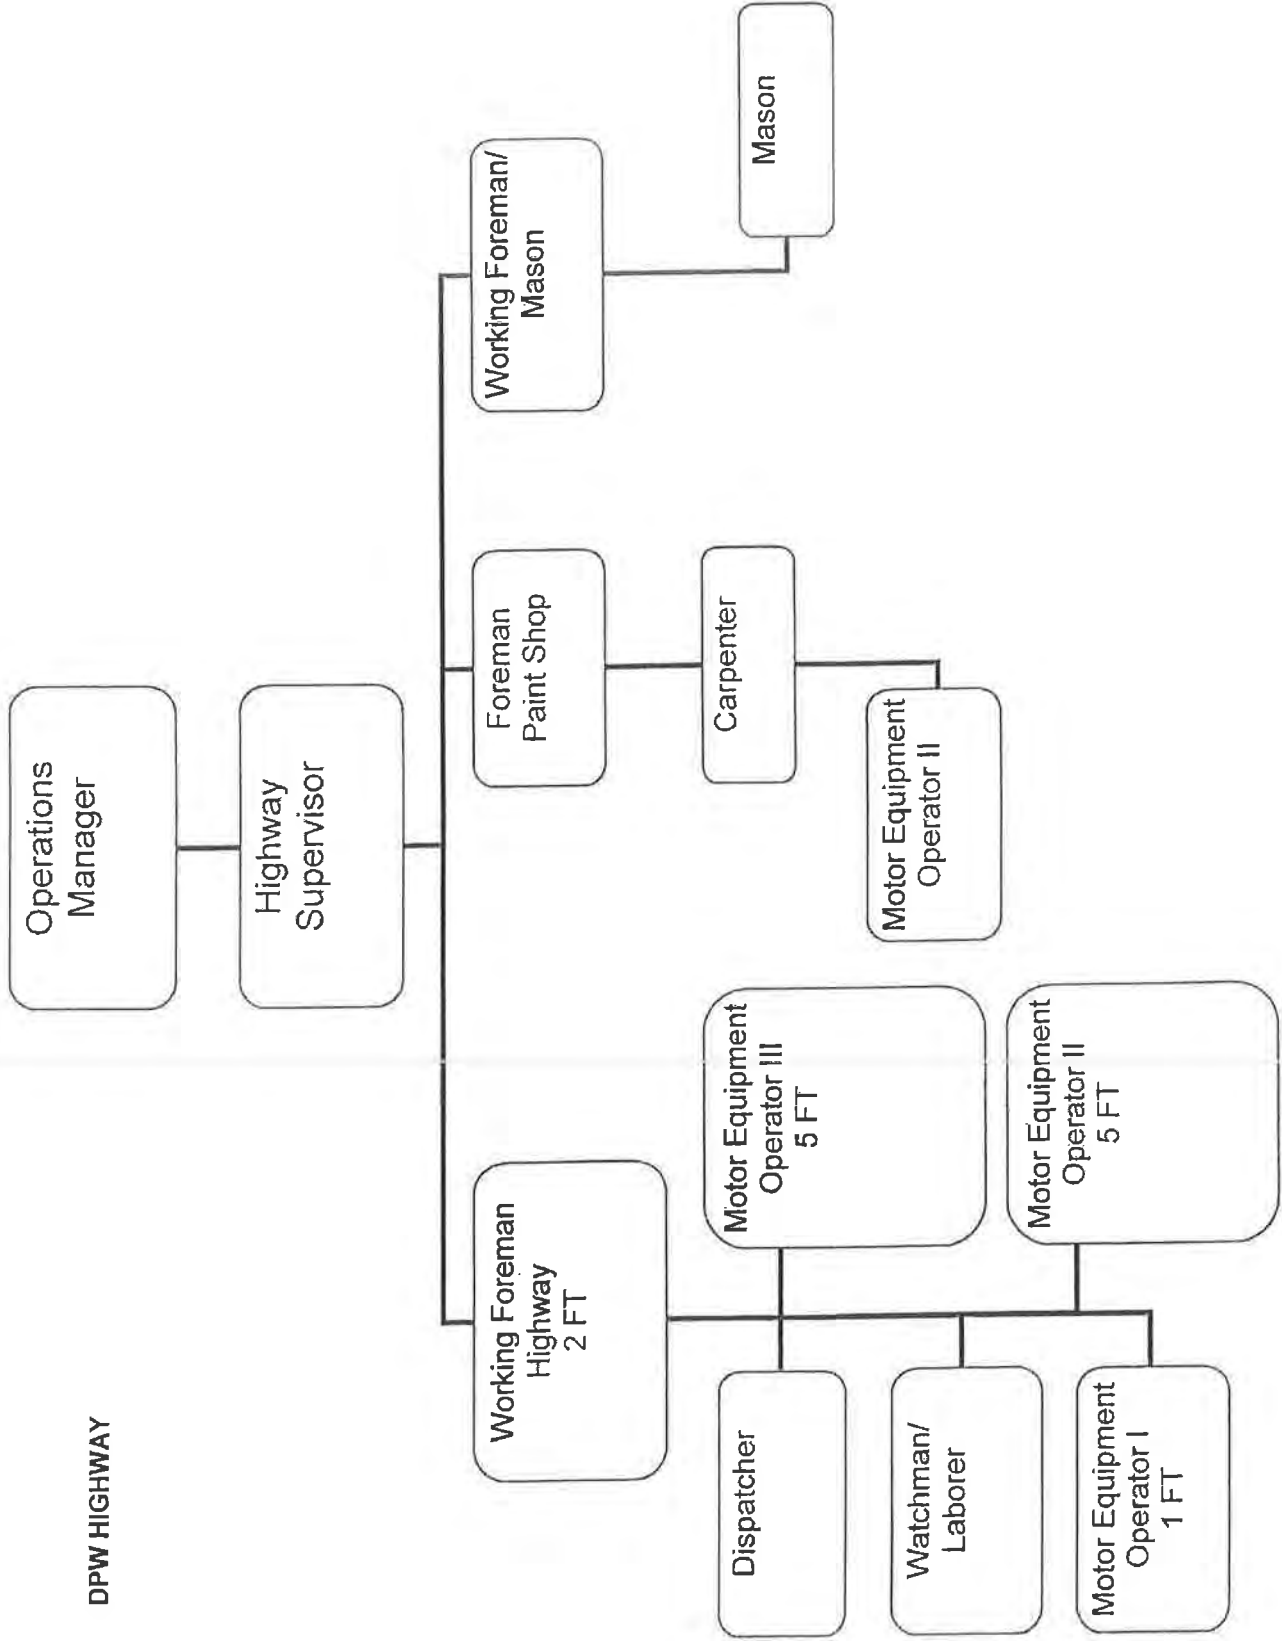 DPW HIGHWAY
Operations
Manager
Highway
Supervisor
Working Foreman
Highway
2 FT
Foreman
Paint Shop
Working Foreman/
Mason
Dispatcher
Motor Equipment
Operator III
5 FT
Carpenter
Mason
Watchman/
Laborer
Motor Equipment
Operator II
Motor Equipment
Operator I
1 FT
Motor Equipment
Operator II
5 FT